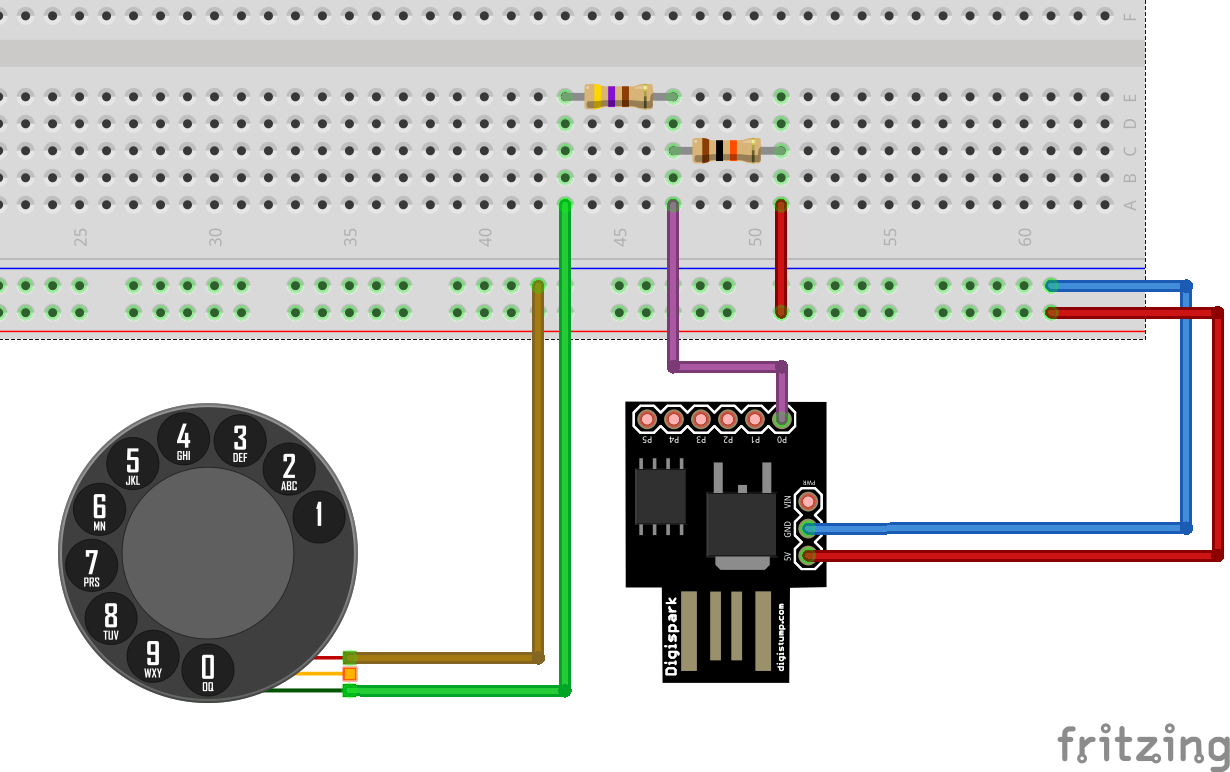 F
E
D
C
B
A
25 30 35 40 45 50 55 60
P5 P4 P3 P2 P1 P0
PWR
VIN
GND
5V
Digispark
digistump.com
1
2
ABC
3
DEF
4
GHI
5
JKL
6
MN
7
PRS
8
TUV
9
WXY
0
OQ
fritzing